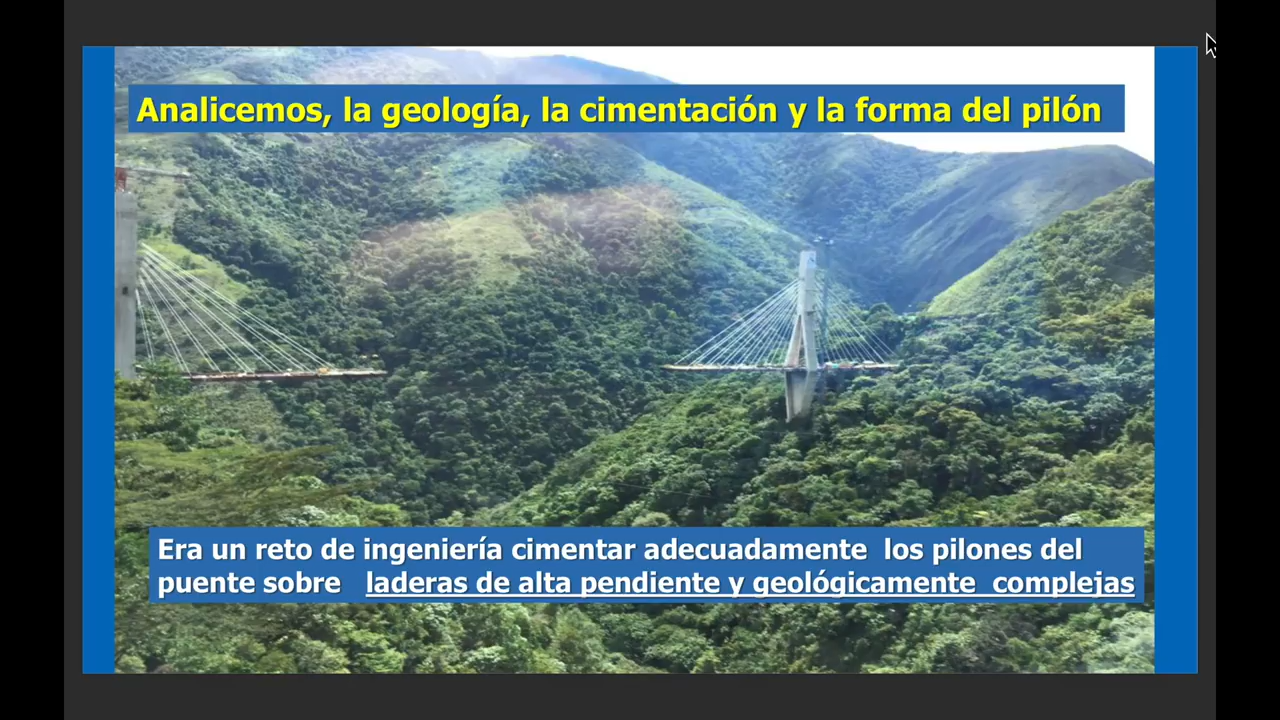 Analicemos, la geología, la cimentación y la forma del pilón
Era un reto de ingeniería cimentar adecuadamente los pilones del
puente sobre laderas de alta pendiente y geológicamente complejas